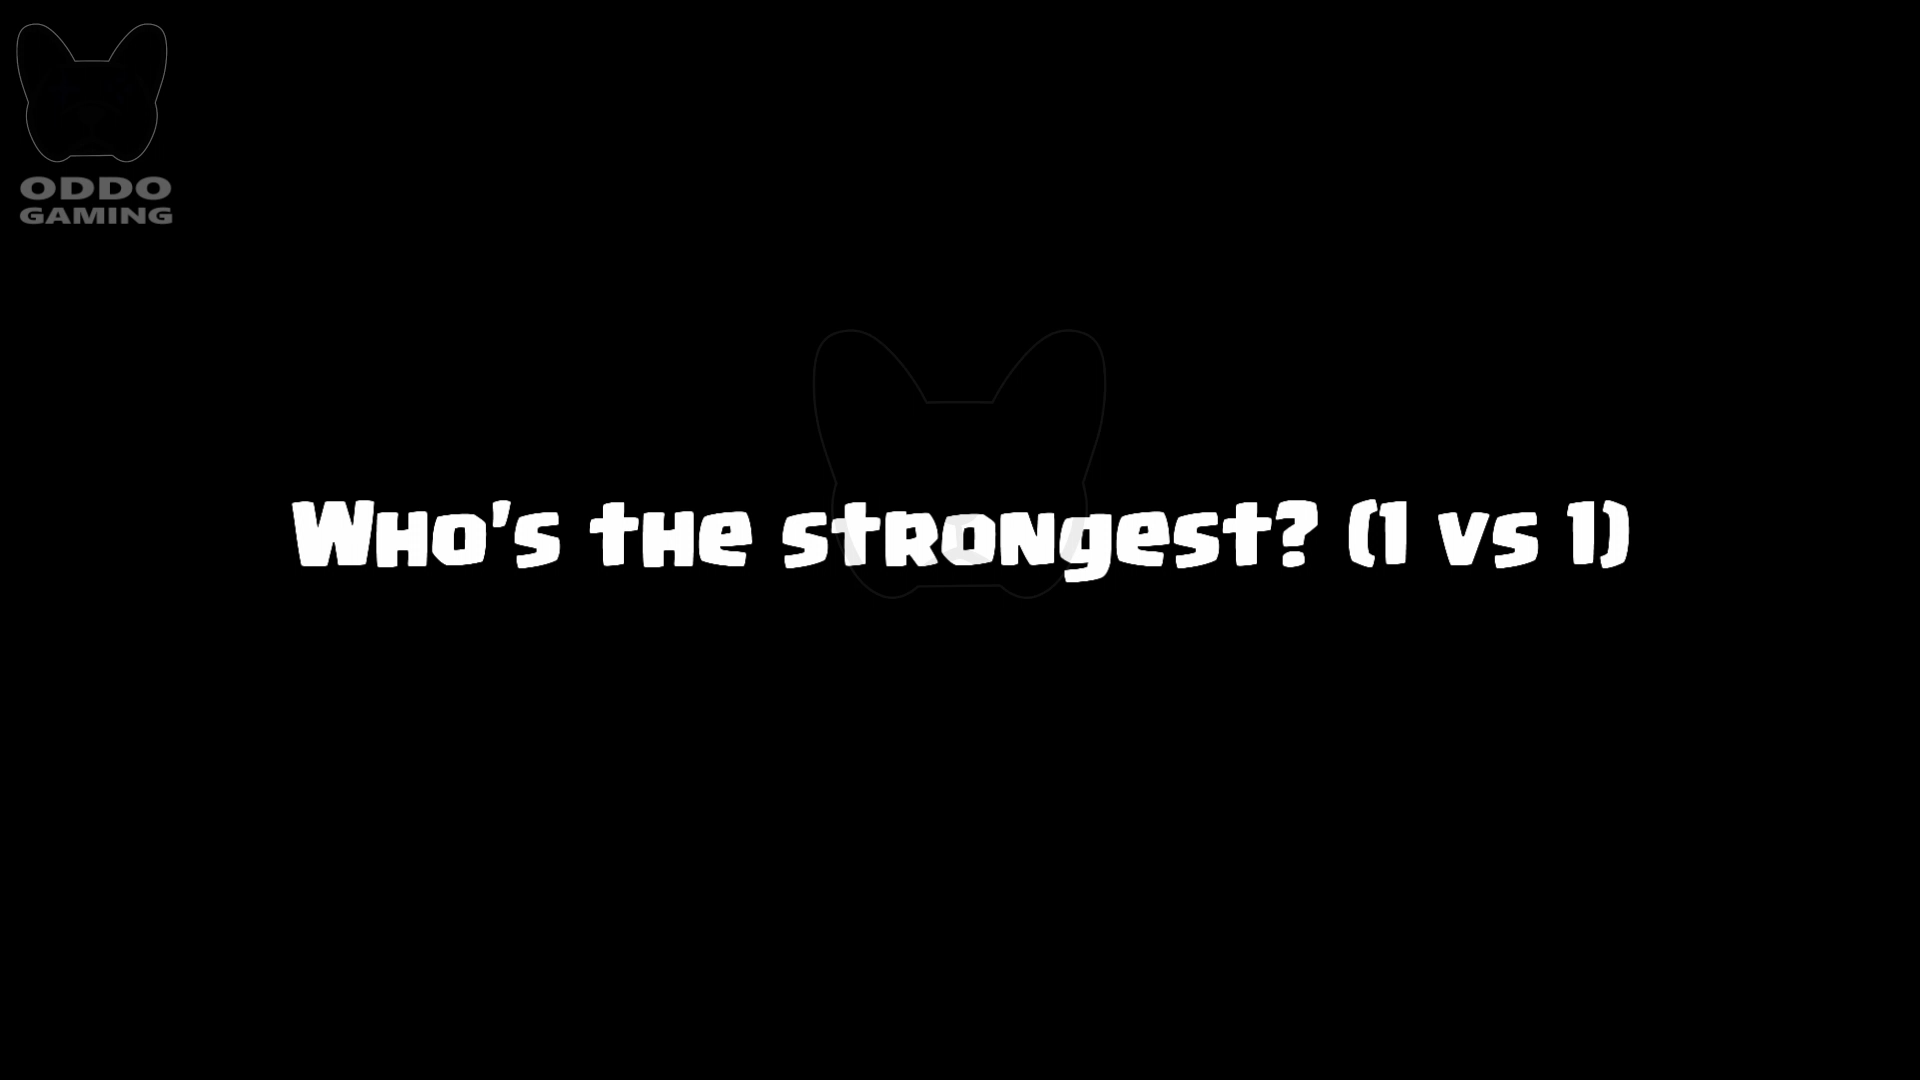 ODDO
GAMING
Who's the strongest? (1 vs 1)